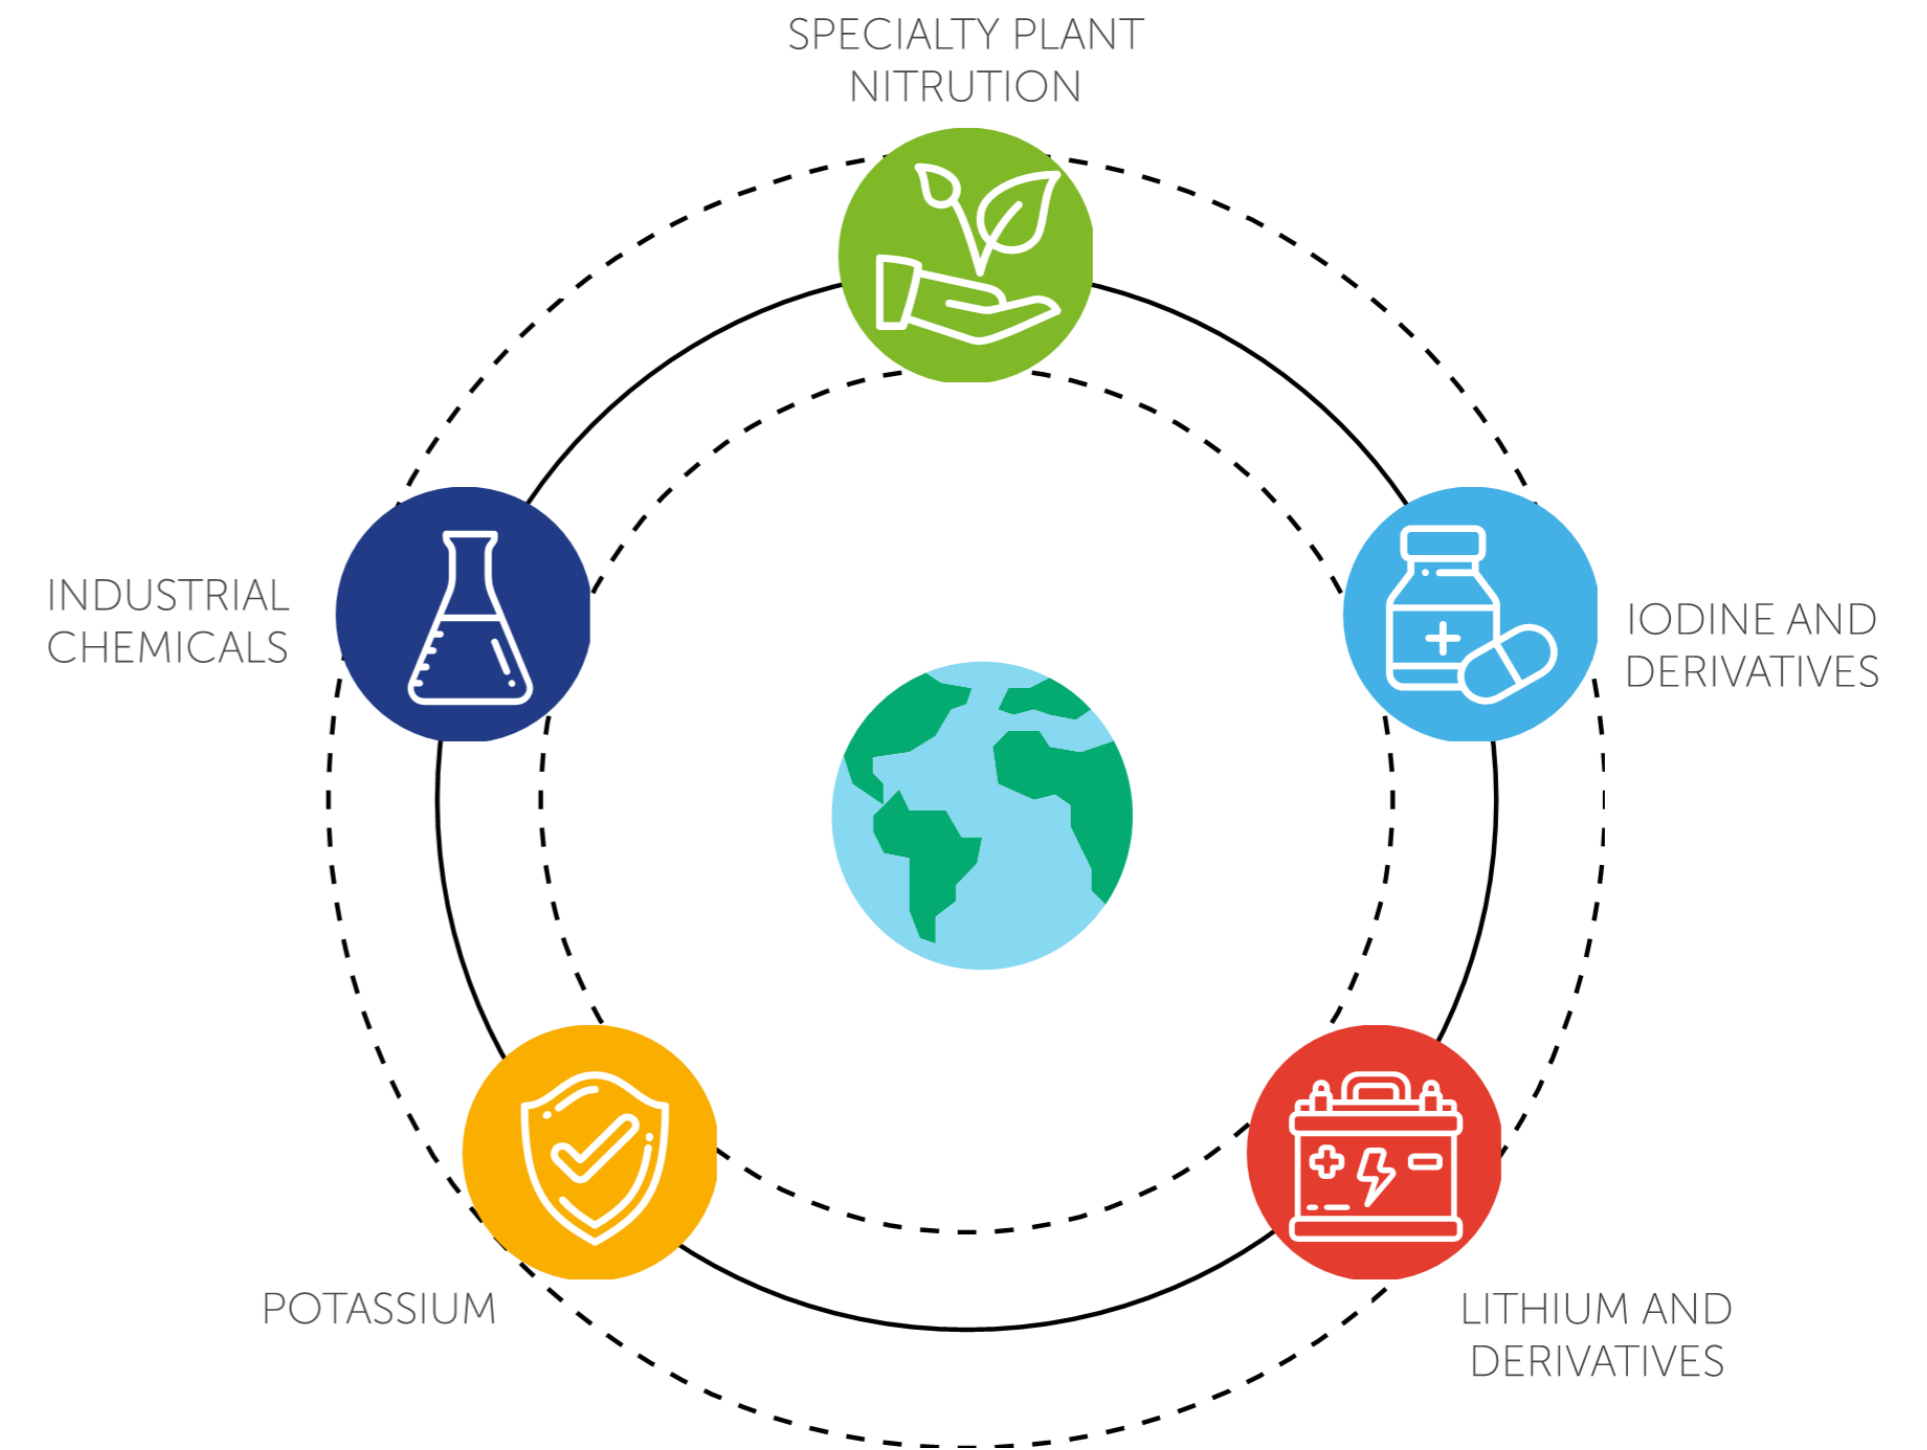 SPECIALTY PLANT
NITRUTION
INDUSTRIAL
CHEMICALS
IODINE AND
DERIVATIVES
POTASSIUM
LITHIUM AND
DERIVATIVES